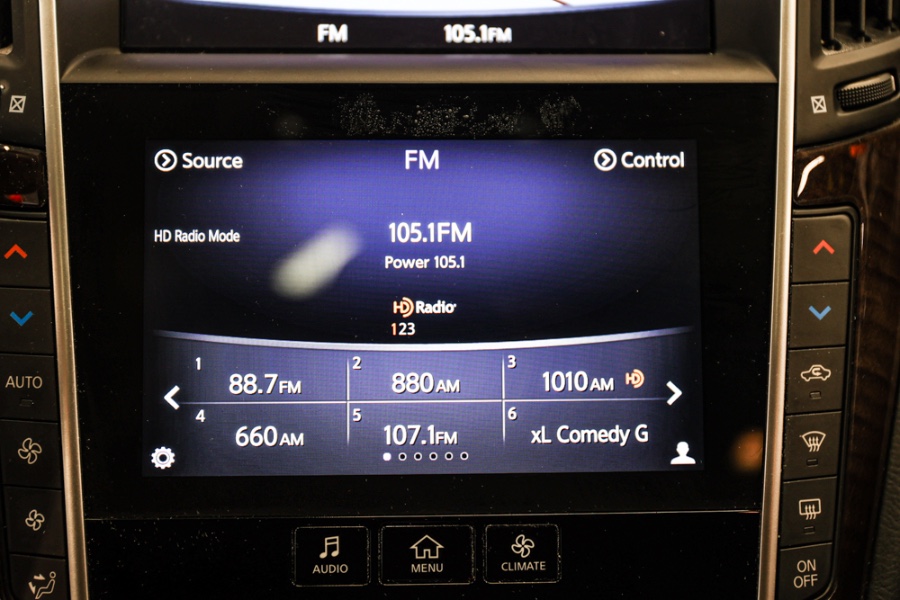 FM 105.1FM
Source FM Control
HD Radio Mode
105.1FM
Power 105.1
HD Radio
123
1 88.7FM 2 880AM 3 1010AM HD
4 660AM 5 107.1FM 6 xL Comedy G
AUTO
AUDIO MENU CLIMATE
ON
OFF